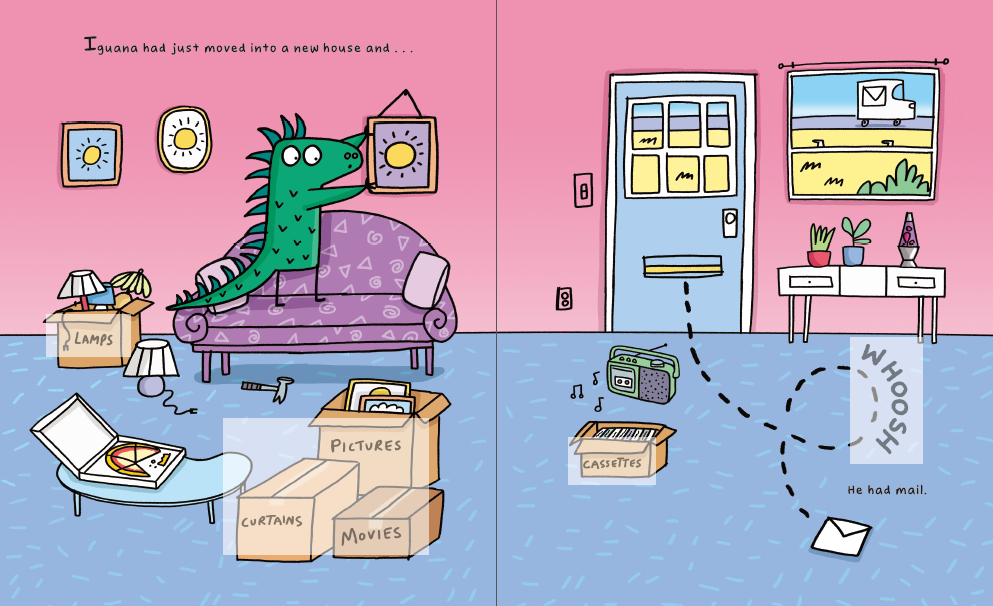 Iguana had just moved into a new house and . . .
LAMPS
PICTURES
CURTAINS
MOVIES
WHOOSH
CASSETTES
He had mail.